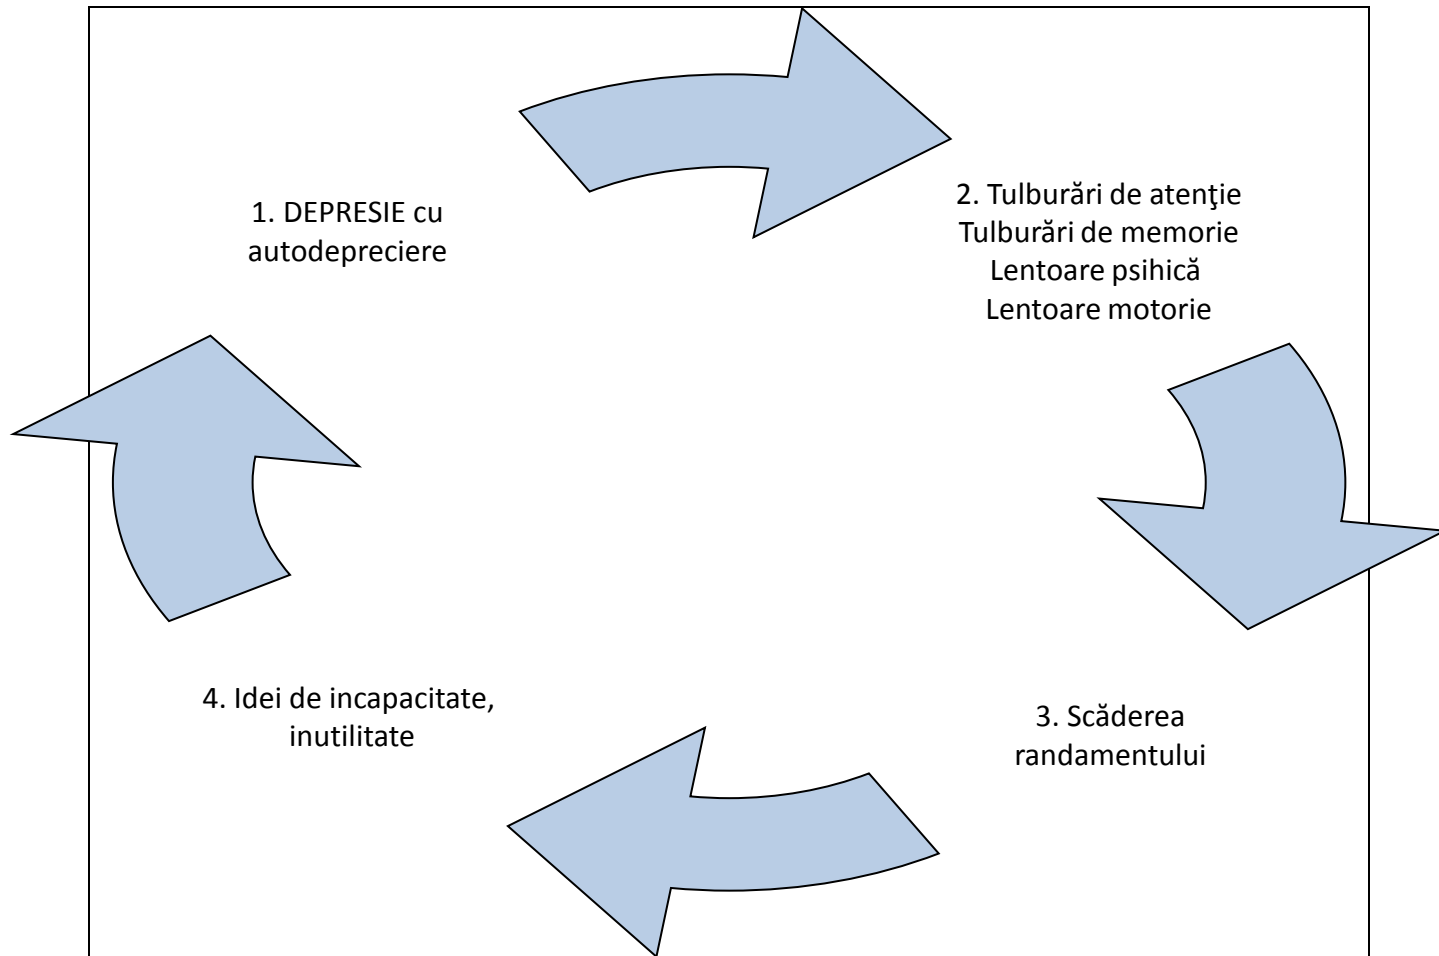 1. DEPRESIE cu
autodepreciere
2. Tulburări de atenţie
Tulburări de memorie
Lentoare psihică
Lentoare motorie
3. Scăderea
randamentului
4. Idei de incapacitate,
inutilitate